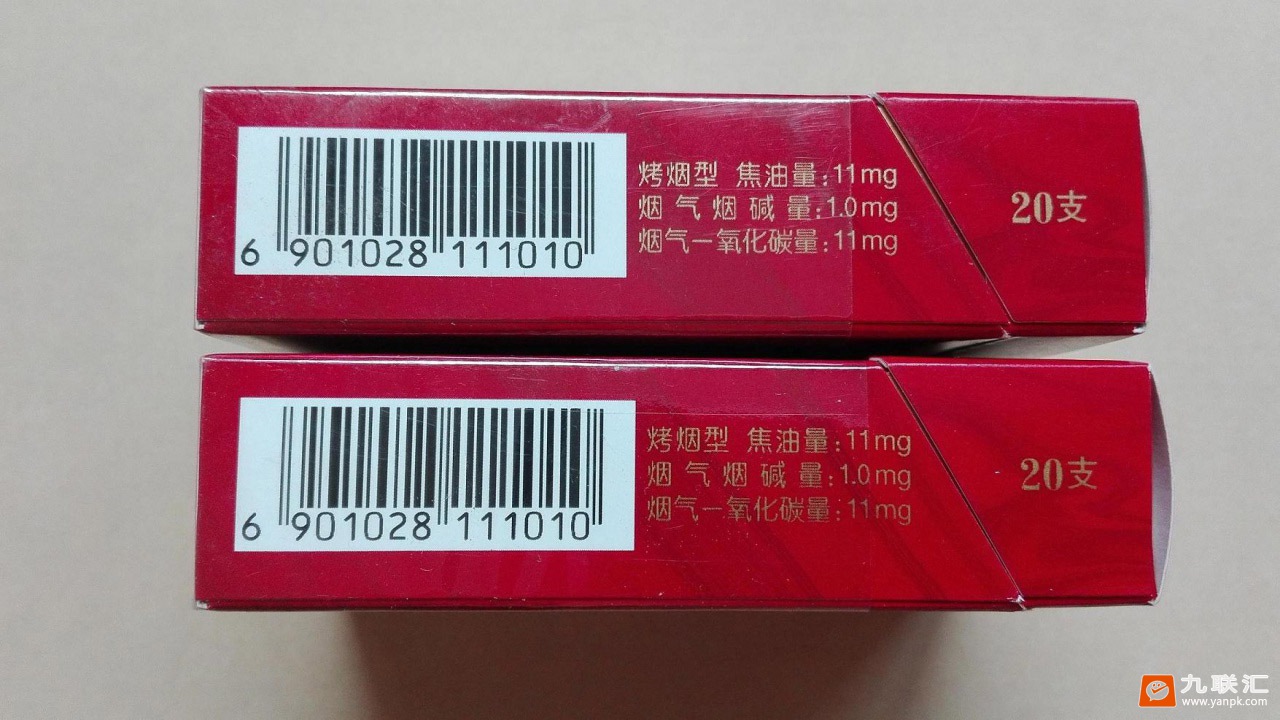 烤烟型 焦油量:11mg
烟气烟碱量:1.0mg
烟气一氧化碳量:11mg
20支
6 901028 111010
烤烟型 焦油量:11mg
烟气烟碱量:1.0mg
烟气一氧化碳量:11mg
20支
6 901028 111010
九联汇
www.yanpk.com